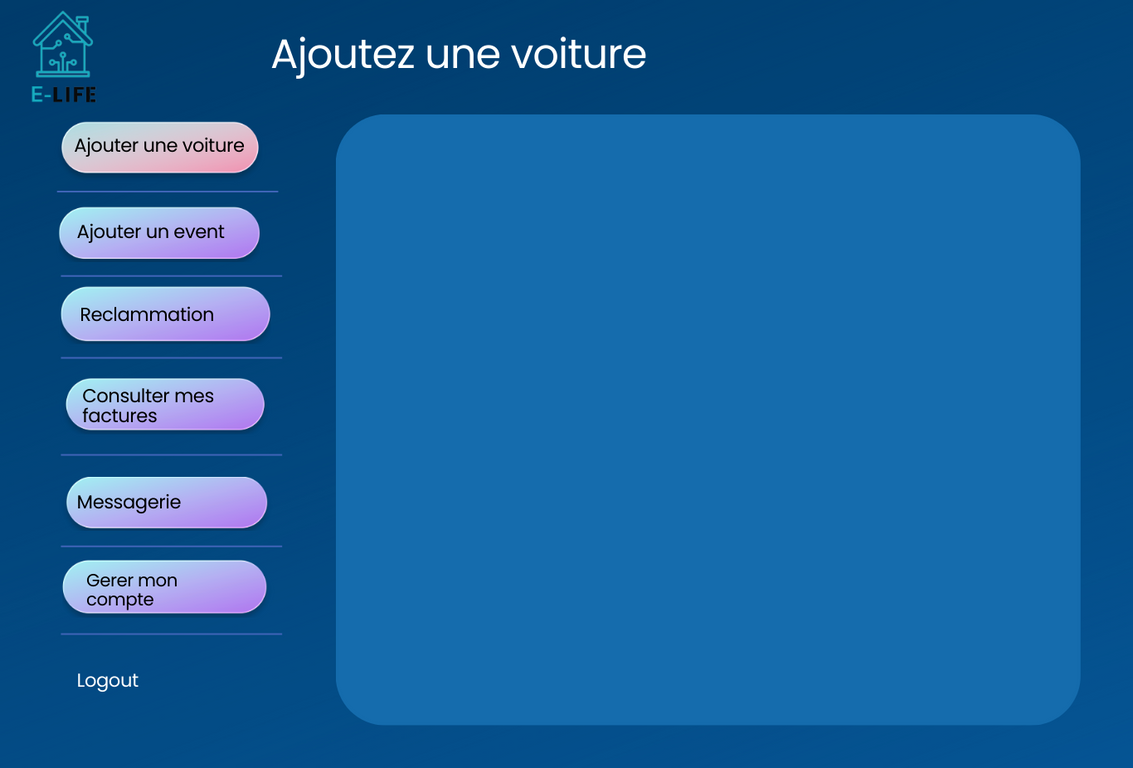 E-LIFE
Ajoutez une voiture
Ajouter une voiture
Ajouter un event
Reclammation
Consulter mes
factures
Messagerie
Gerer mon
compte
Logout